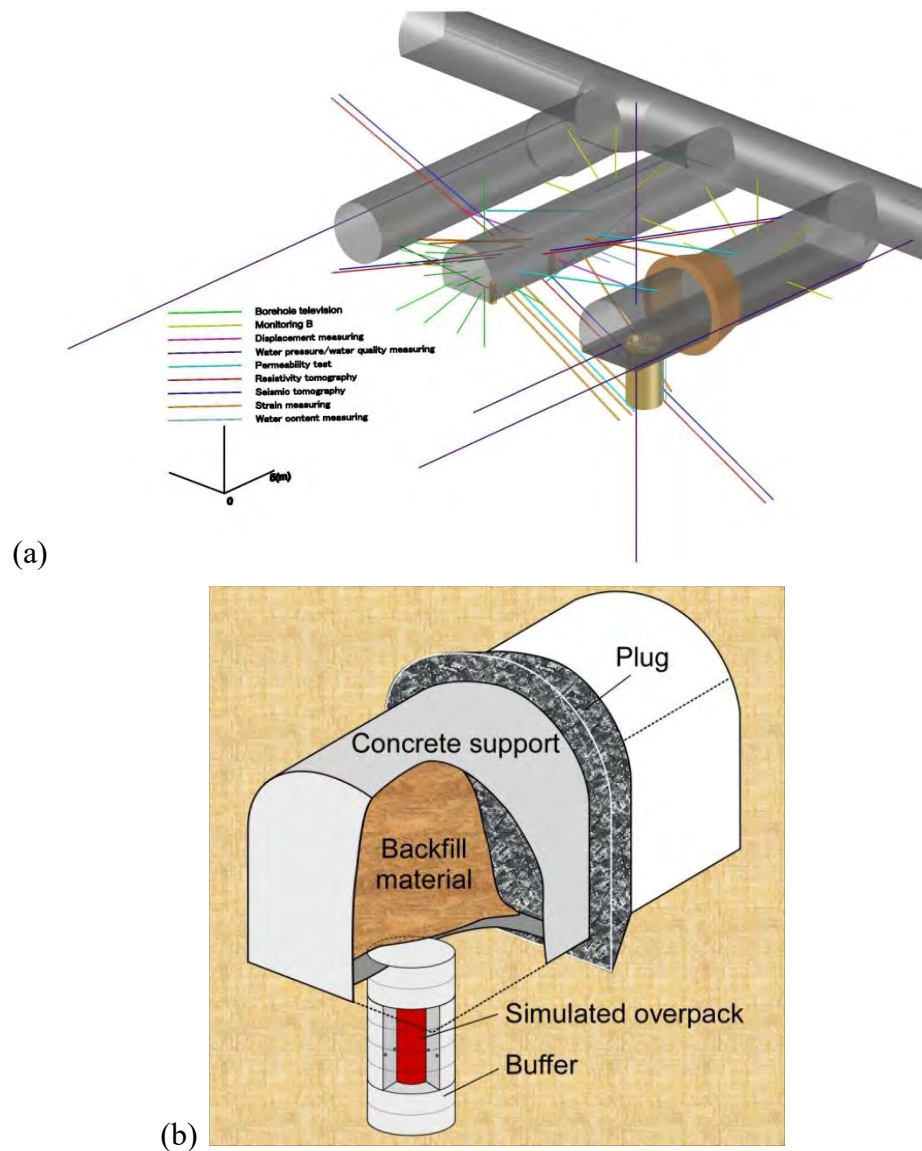 Borehole television
Monitoring B
Displacement measuring
Water pressure/water quality measuring
Permeability test
Resistivity tomography
Seismic tomography
Strain measuring
Water content measuring
5(m)
0
(a)
Plug
Concrete support
Backfill
material
Simulated overpack
Buffer
(b)